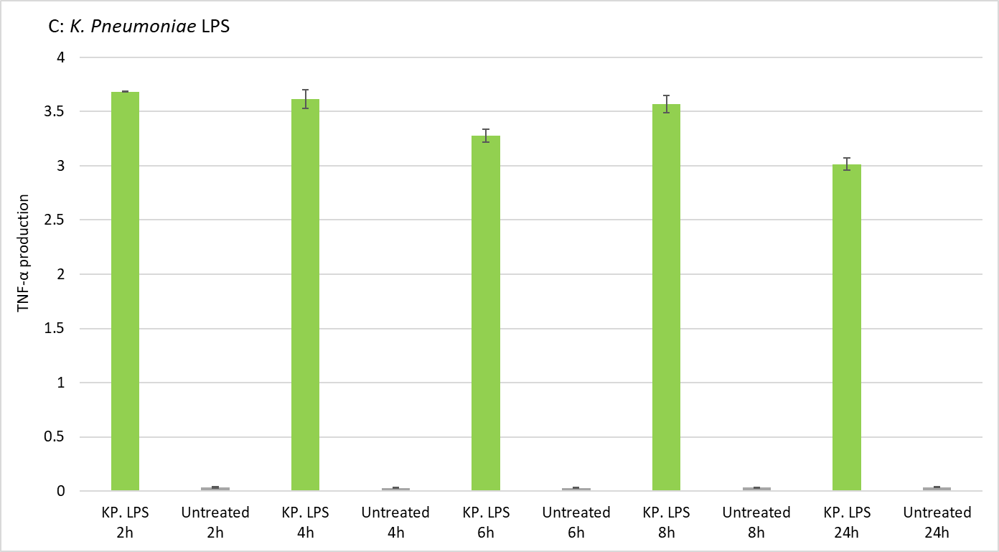 C: K. Pneumoniae LPS
TNF-α production
4
3.5
3
2.5
2
1.5
1
0.5
0
KP. LPS 2h
Untreated 2h
KP. LPS 4h
Untreated 4h
KP. LPS 6h
Untreated 6h
KP. LPS 8h
Untreated 8h
KP. LPS 24h
Untreated 24h